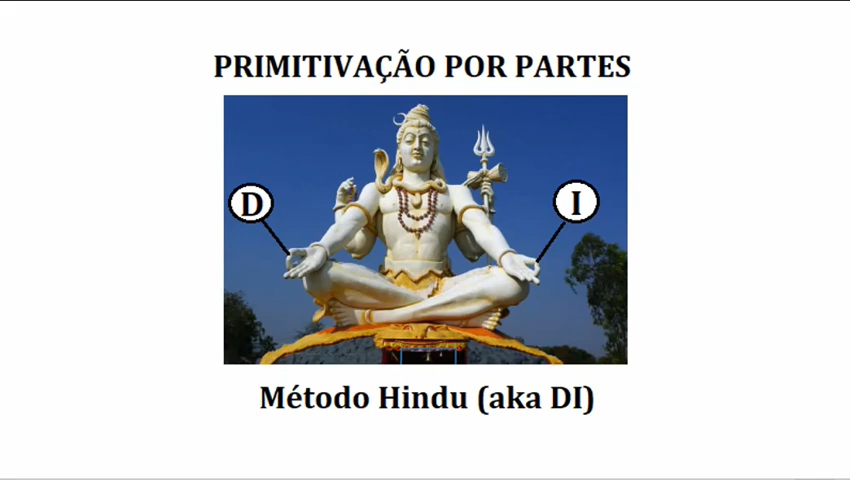 PRIMITIVAÇÃO POR PARTES
D
I
Método Hindu (aka DI)